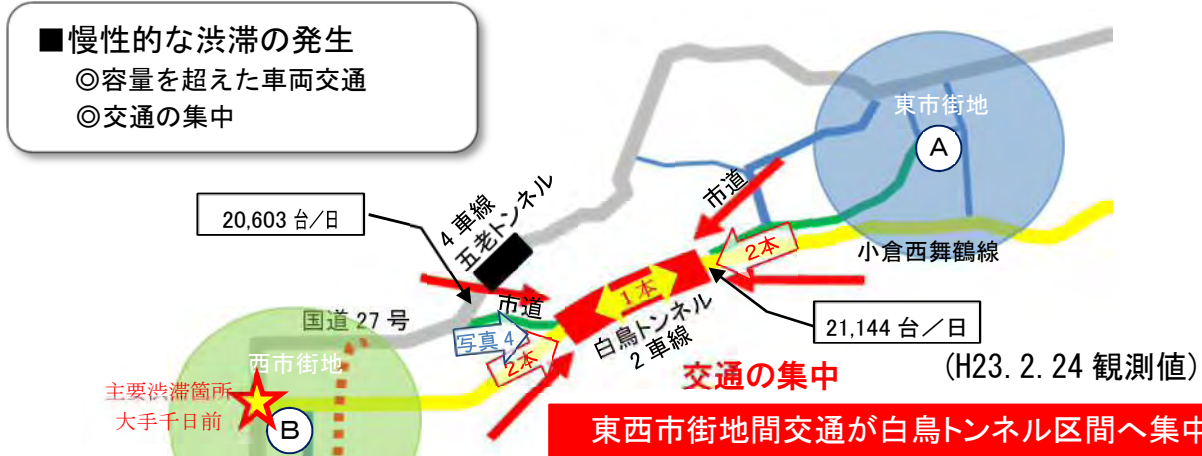 ■慢性的な渋滞の発生
◎容量を超えた車両交通
◎交通の集中
東市街地
A
市道
20,603 台/日
4車線
五老トンネル
2本
小倉西舞鶴線
1本
市道
国道 27 号
写真 4
白鳥トンネル
2車線
21,144 台/日
2本
西市街地
交通の集中
(H23.2.24 観測値)
主要渋滞箇所
大手千日前
B
東西市街地間交通が白鳥トンネル区間へ集中